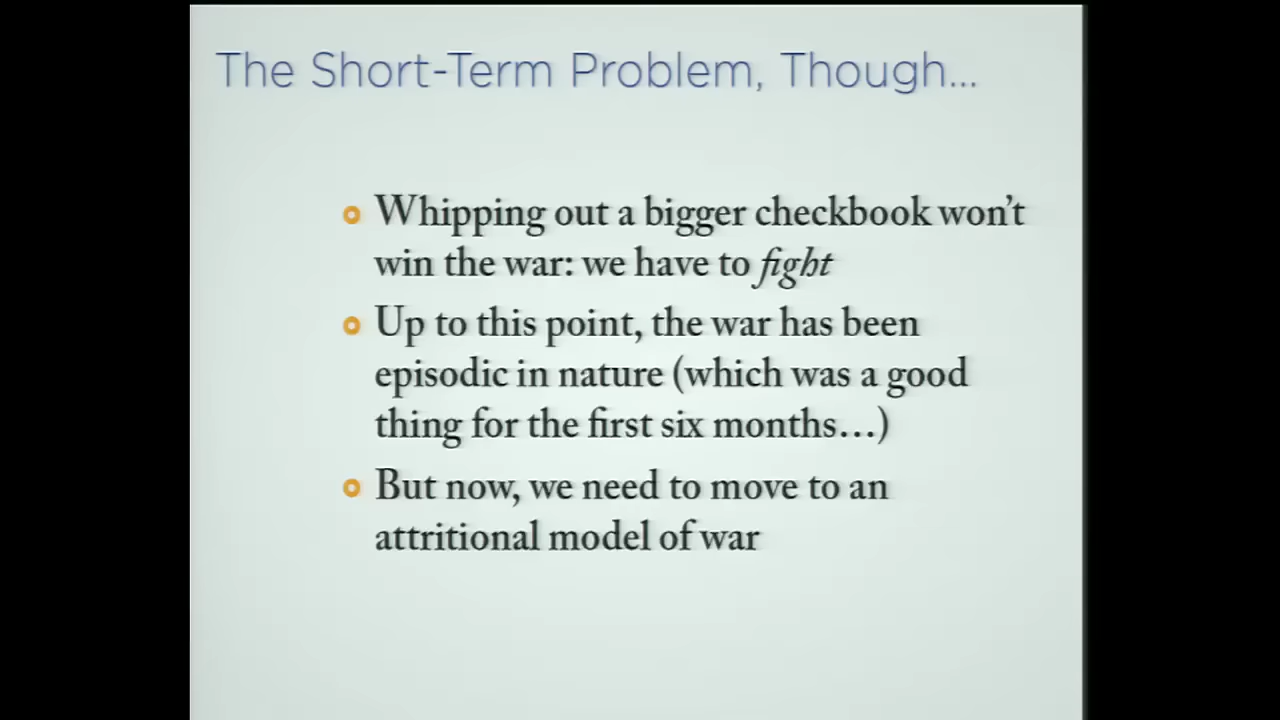 The Short-Term Problem, Though...
Whipping out a bigger checkbook won't
win the war: we have to fight
Up to this point, the war has been
episodic in nature (which was a good
thing for the first six months...)
But now, we need to move to an
attritional model of war